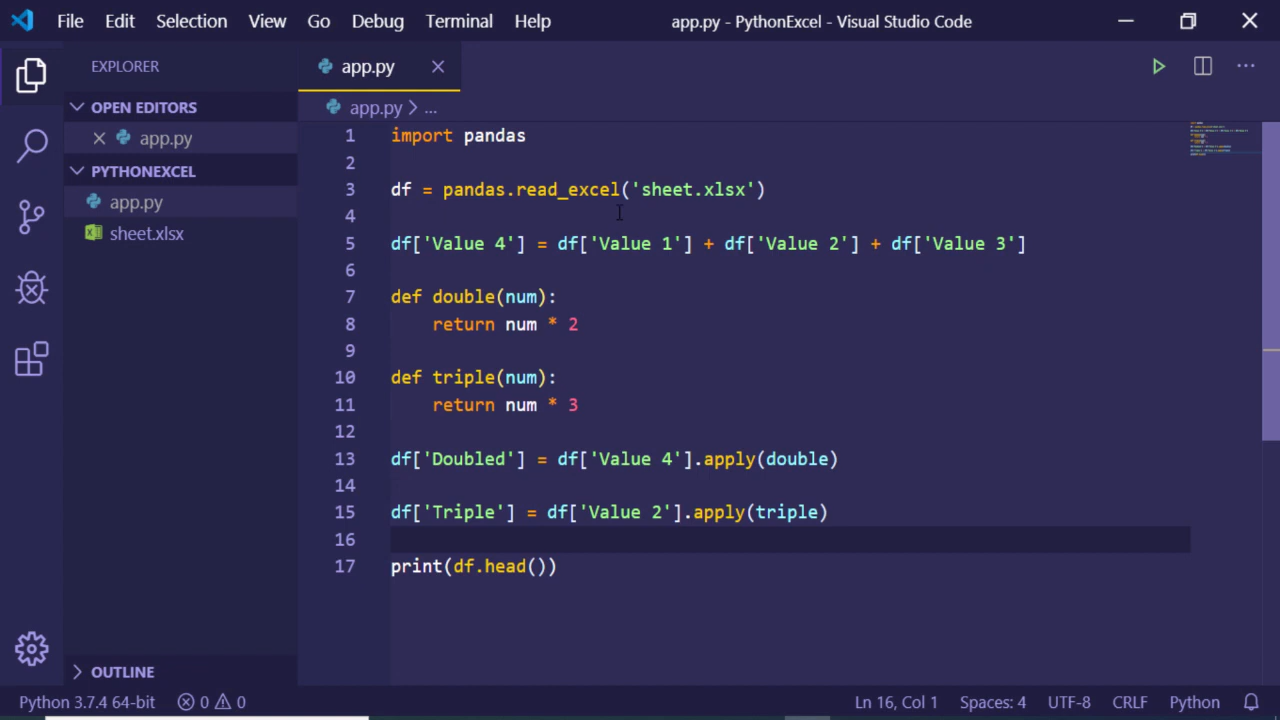 File Edit Selection View Go Debug Terminal Help app.py - PythonExcel - Visual Studio Code
EXPLORER
OPEN EDITORS
app.py
PYTHONEXCEL
app.py
sheet.xlsx
OUTLINE
app.py
app.py > ...
1 import pandas
2
3 df = pandas.read_excel('sheet.xlsx')
4
5 df['Value 4'] = df['Value 1'] + df['Value 2'] + df['Value 3']
6
7 def double(num):
8     return num * 2
9
10 def triple(num):
11     return num * 3
12
13 df['Doubled'] = df['Value 4'].apply(double)
14
15 df['Triple'] = df['Value 2'].apply(triple)
16
17 print(df.head())
Python 3.7.4 64-bit 0 0 Ln 16, Col 1 Spaces: 4 UTF-8 CRLF Python